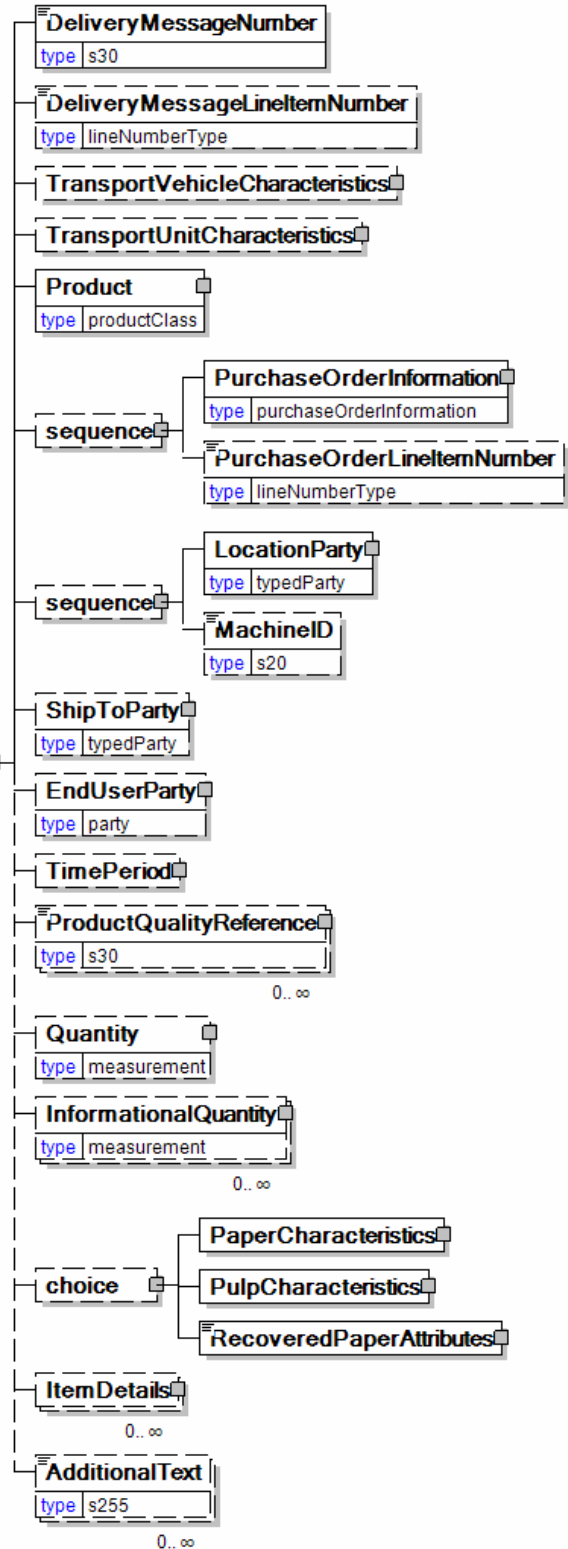 DeliveryMessageNumber
type s30
DeliveryMessageLineItemNumber
type lineNumberType
TransportVehicleCharacteristics
TransportUnitCharacteristics
Product
type productClass
sequence
PurchaseOrderInformation
type purchaseOrderInformation
PurchaseOrderLineItemNumber
type lineNumberType
sequence
LocationParty
type typedParty
MachineID
type s20
ShipToParty
type typedParty
EndUserParty
type party
TimePeriod
ProductQualityReference
type s30
0.. ∞
Quantity
type measurement
InformationalQuantity
type measurement
0.. ∞
choice
PaperCharacteristics
PulpCharacteristics
RecoveredPaperAttributes
ItemDetails
0.. ∞
AdditionalText
type s255
0.. ∞